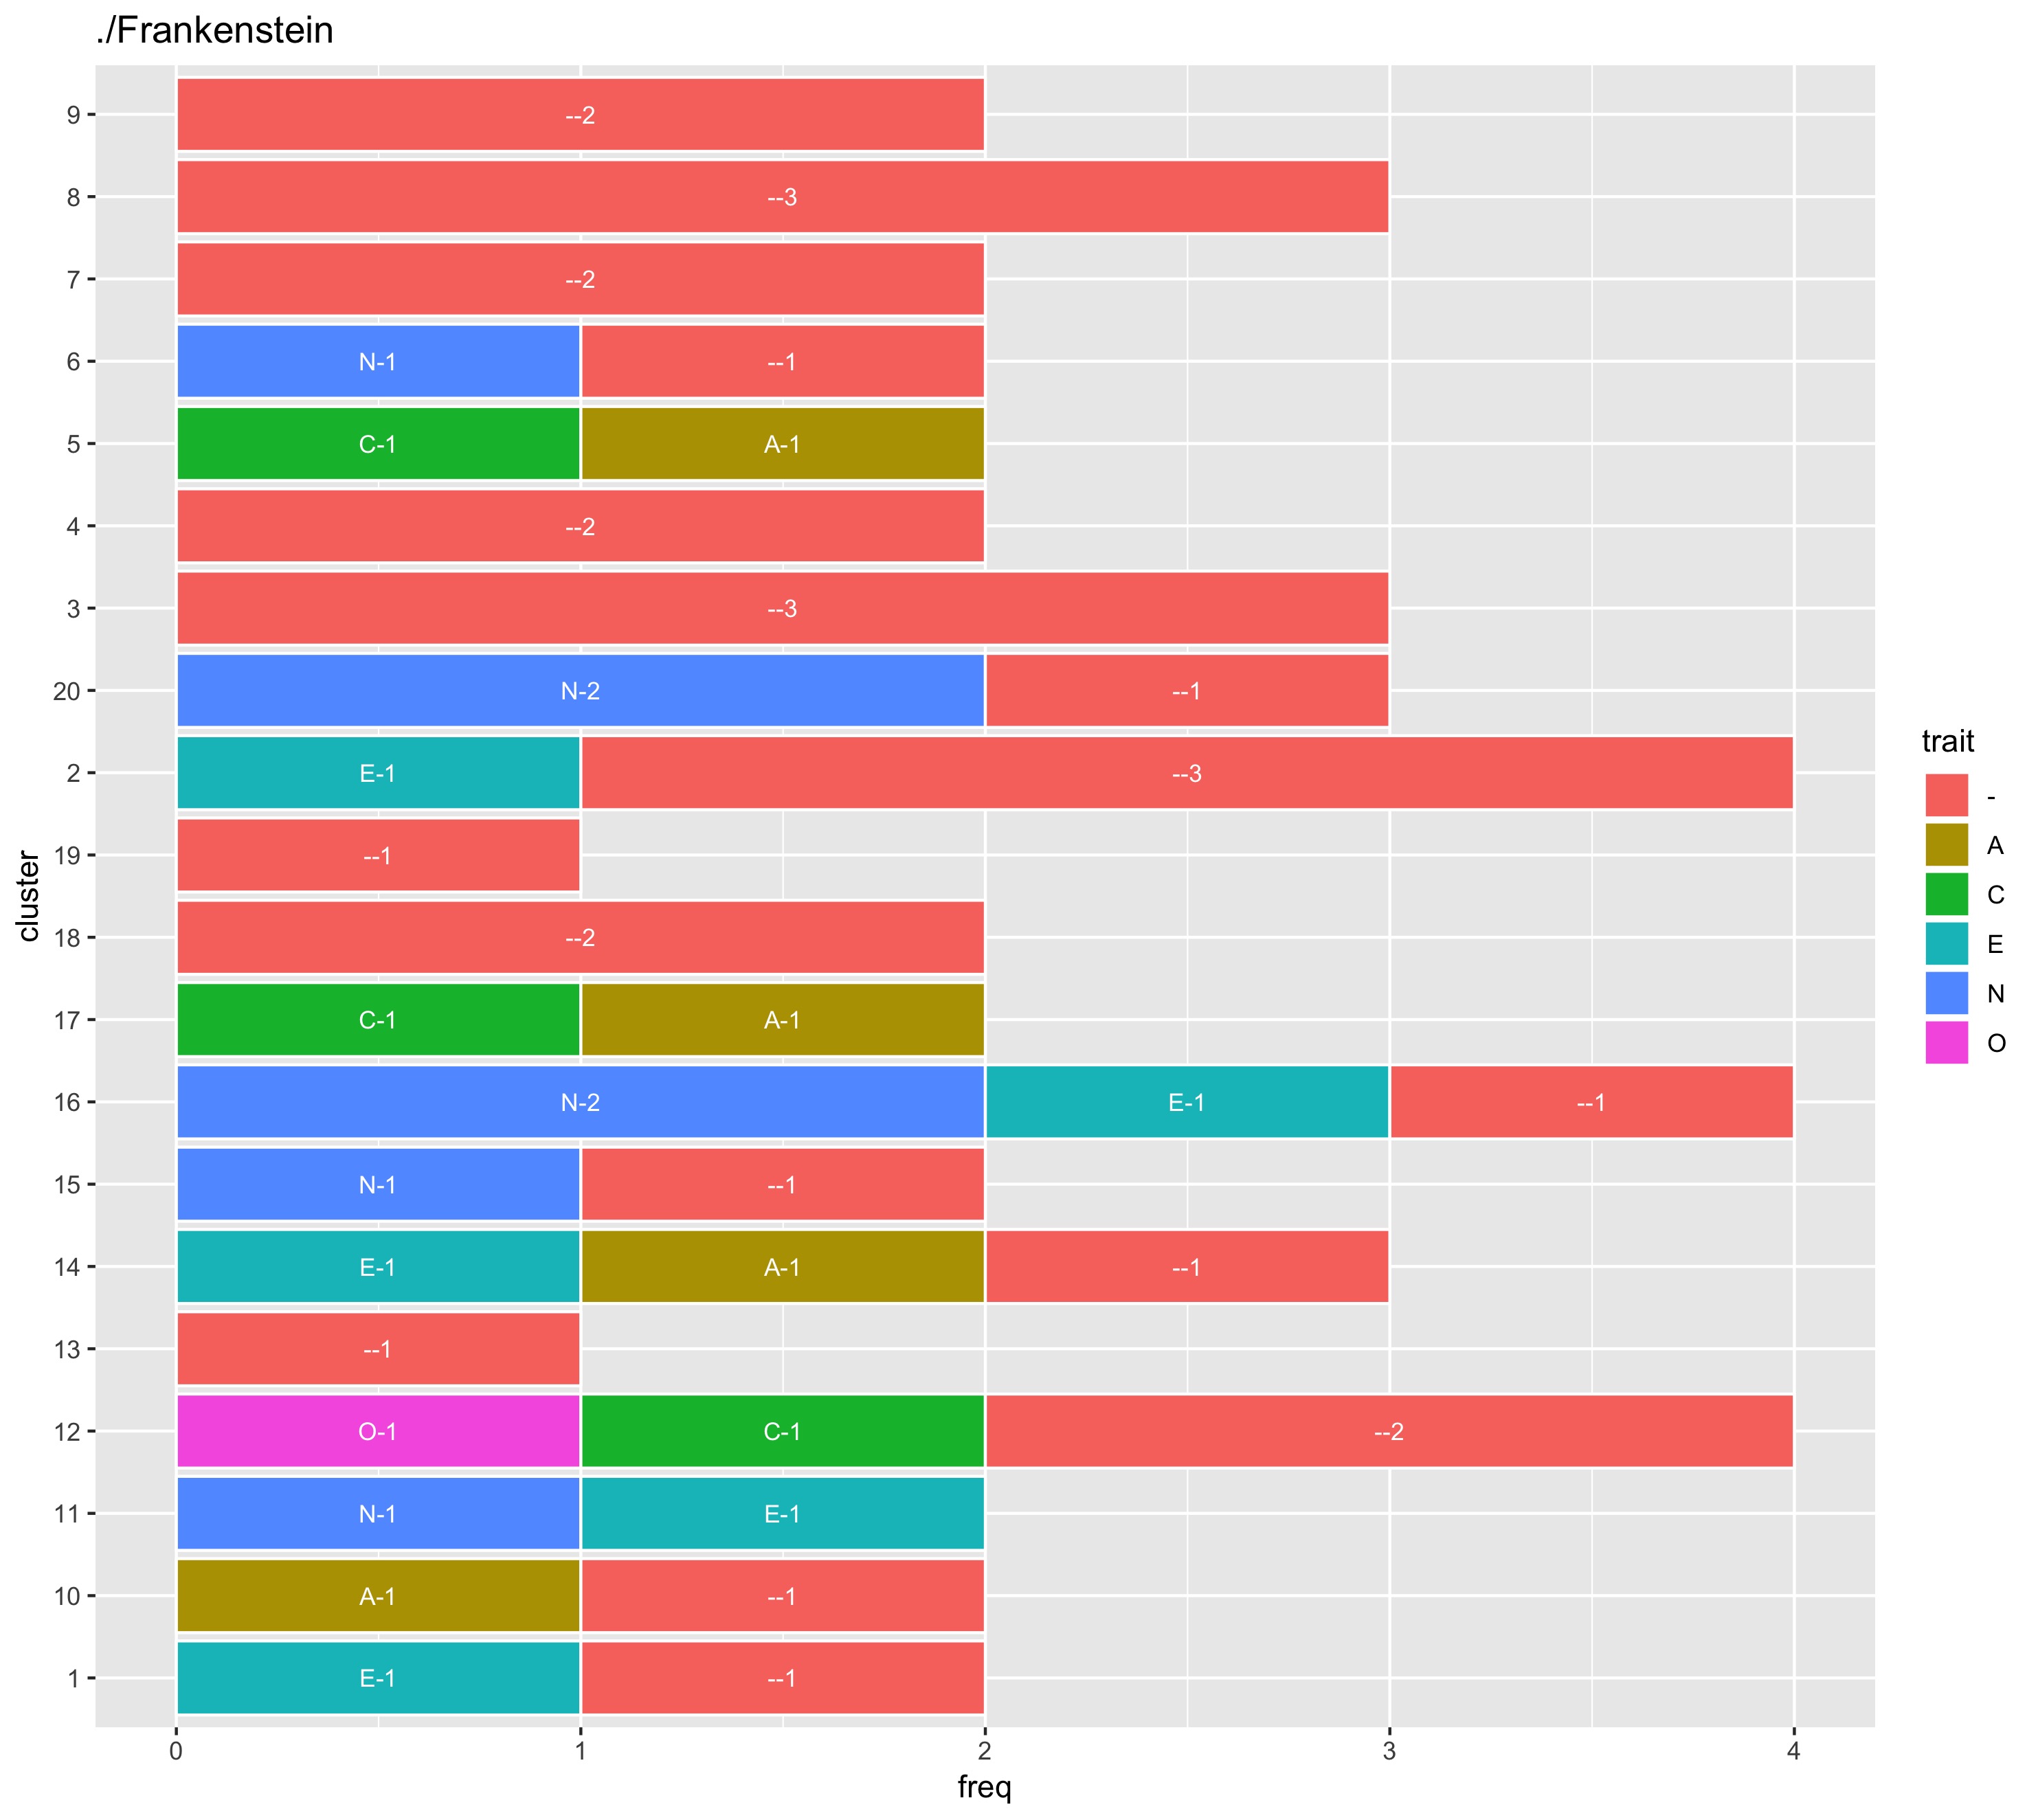 ./Frankenstein
9 --2
8 --3
7 --2
6 N-1 --1
5 C-1 A-1
4 --2
3 --3
20 N-2 --1
2 E-1 --3
19 --1
18 --2
17 C-1 A-1
16 N-2 E-1 --1
15 N-1 --1
14 E-1 A-1 --1
13 --1
12 O-1 C-1 --2
11 N-1 E-1
10 A-1 --1
1 E-1 --1
0 1 2 3 4
freq
cluster
trait
-
A
C
E
N
O